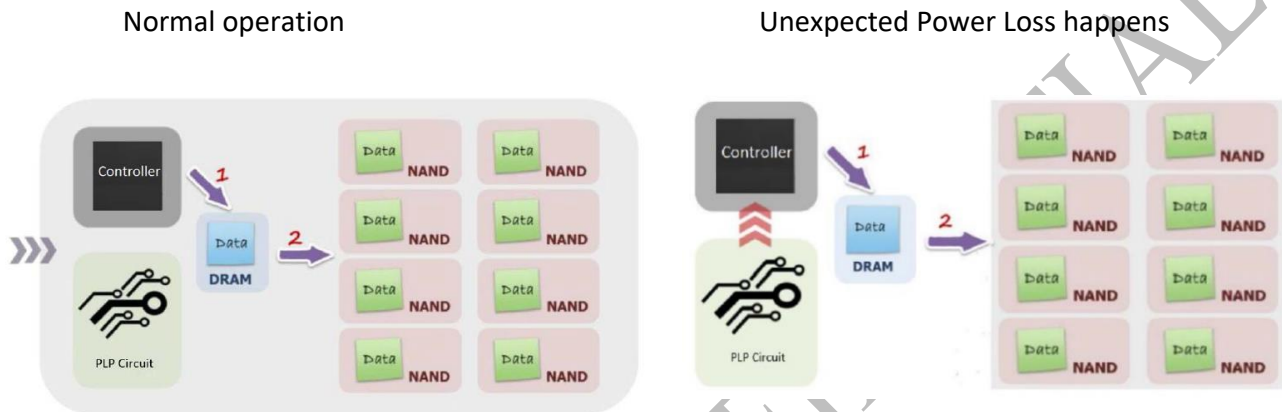 Normal operation
Controller
1
Data
DRAM
2
PLP Circuit
Data
NAND
Data
NAND
Data
NAND
Data
NAND
Data
NAND
Data
NAND
Data
NAND
Data
NAND
Unexpected Power Loss happens
Controller
1
Data
DRAM
2
PLP Circuit
Data
NAND
Data
NAND
Data
NAND
Data
NAND
Data
NAND
Data
NAND
Data
NAND
Data
NAND